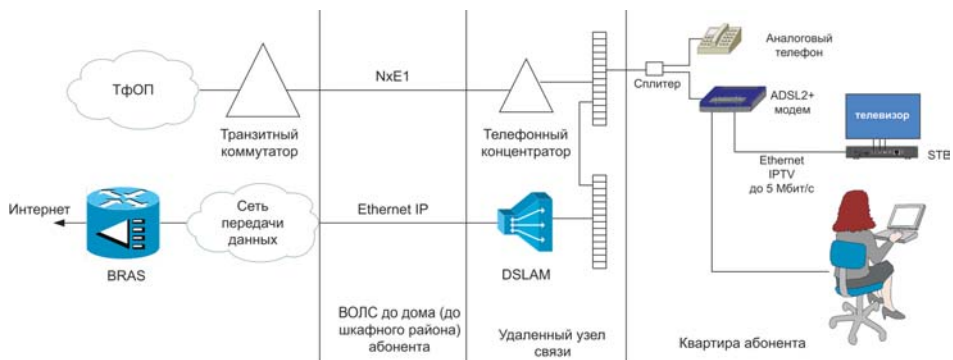 ТфОП
Транзитный
коммутатор
NxE1
Телефонный
концентратор
Сплитер
Аналоговый
телефон
ADSL2+
модем
телевизор
STB
Ethernet
IPTV
до 5 Мбит/с
Интернет
BRAS
Сеть
передачи
данных
Ethernet IP
DSLAM
ВОЛС до дома (до
шкафного района)
абонента
Удаленный узел
связи
Квартира абонента